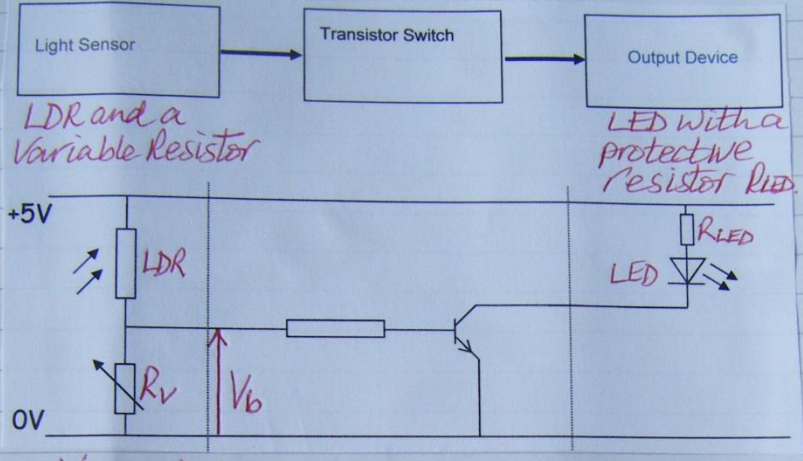 Light Sensor
Transistor Switch
Output Device
LDR and a
Variable Resistor
LED with a
protective
resistor RLED.
+5V
RLED
LDR
LED
RV
Vb
0V